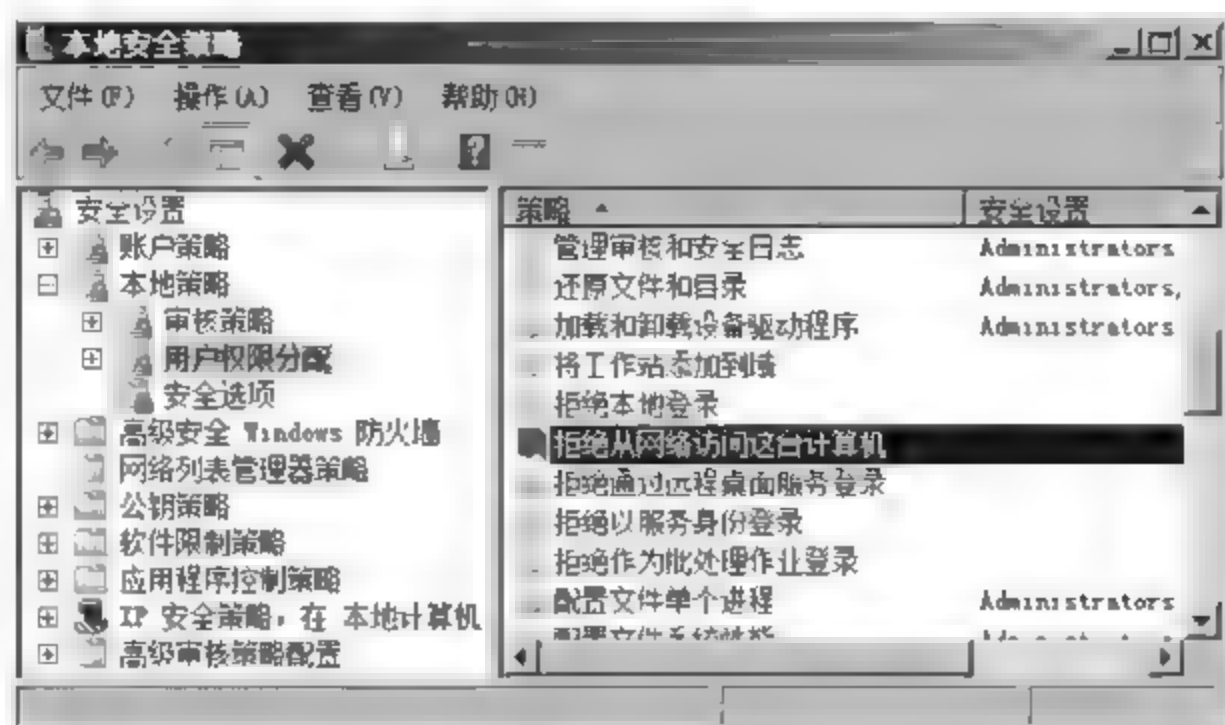 本地安全策略
文件(F) 操作(A) 查看(V) 帮助(H)
安全设置
账户策略
本地策略
审核策略
用户权限分配
安全选项
高级安全 Windows 防火墙
网络列表管理器策略
公钥策略
软件限制策略
应用程序控制策略
IP 安全策略，在 本地计算机
高级审核策略配置
策略 安全设置
管理审核和安全日志 Administrators
还原文件和目录 Administrators,
加载和卸载设备驱动程序 Administrators
将工作站添加到域
拒绝本地登录
拒绝从网络访问这台计算机
拒绝通过远程桌面服务登录
拒绝以服务身份登录
拒绝作为批处理作业登录
配置文件单个进程 Administrators
配置文件系统性能